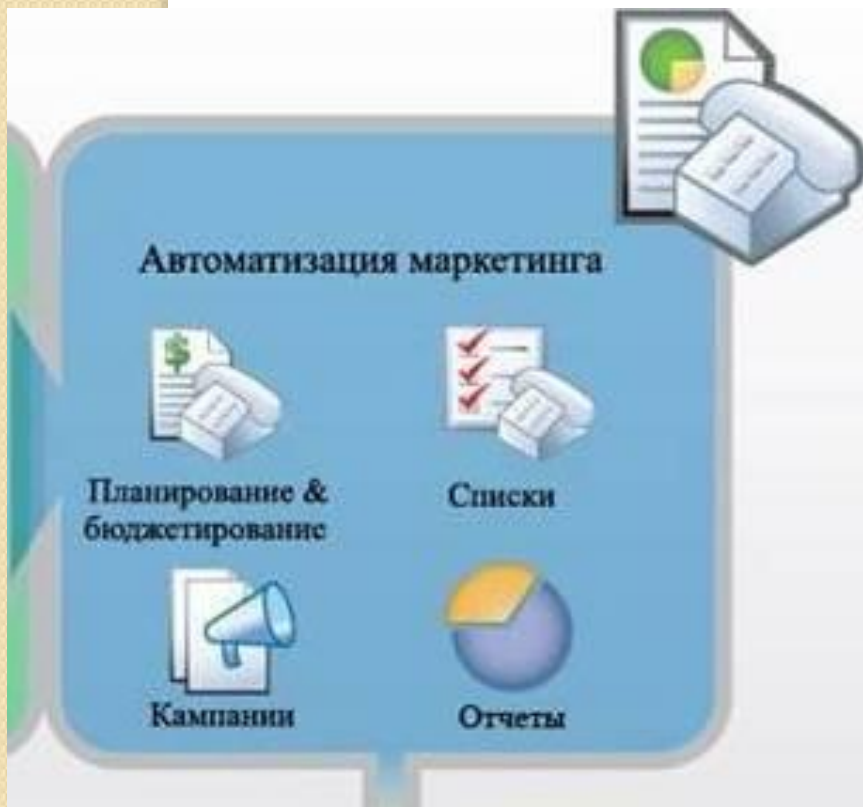 Автоматизация маркетинга
Планирование &
бюджетирование
Списки
Кампании
Отчеты